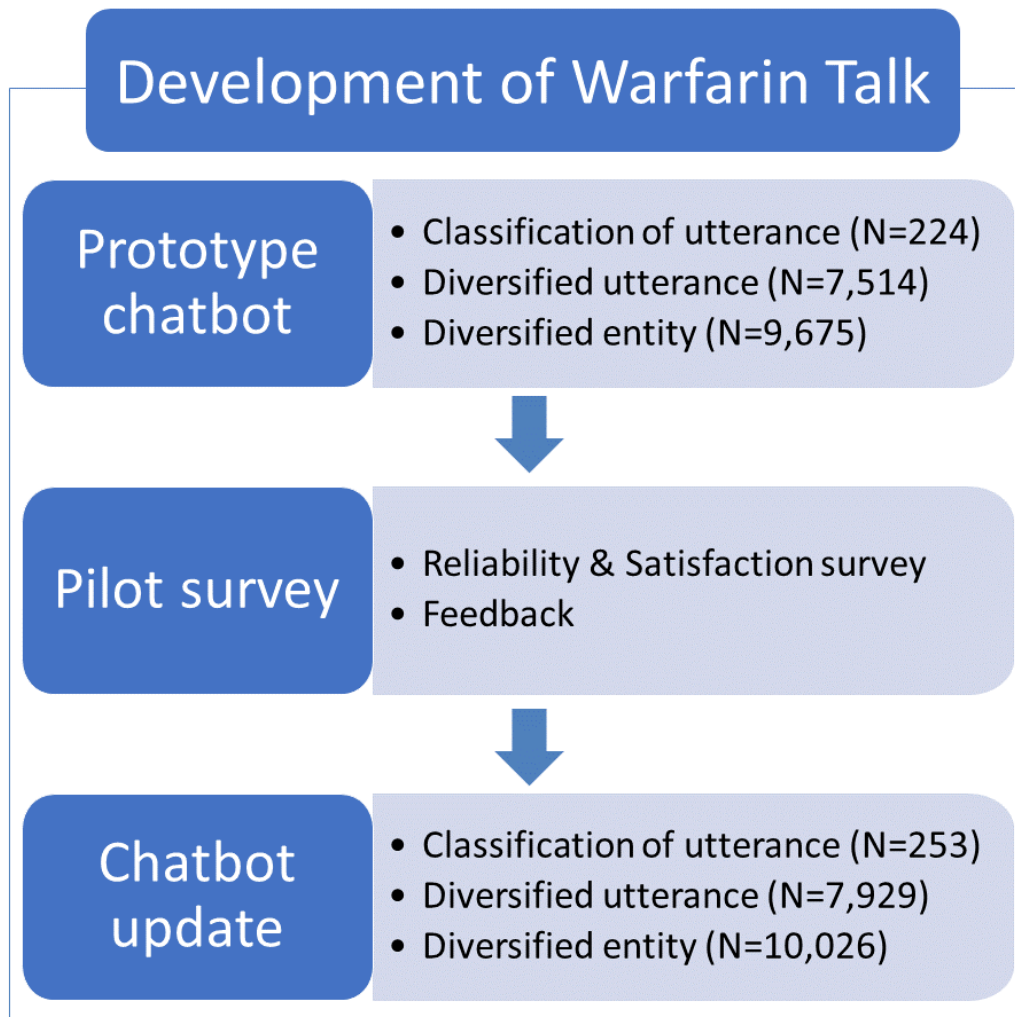 Development of Warfarin Talk
Prototype
chatbot
• Classification of utterance (N=224)
• Diversified utterance (N=7,514)
• Diversified entity (N=9,675)
Pilot survey
• Reliability & Satisfaction survey
• Feedback
Chatbot
update
• Classification of utterance (N=253)
• Diversified utterance (N=7,929)
• Diversified entity (N=10,026)